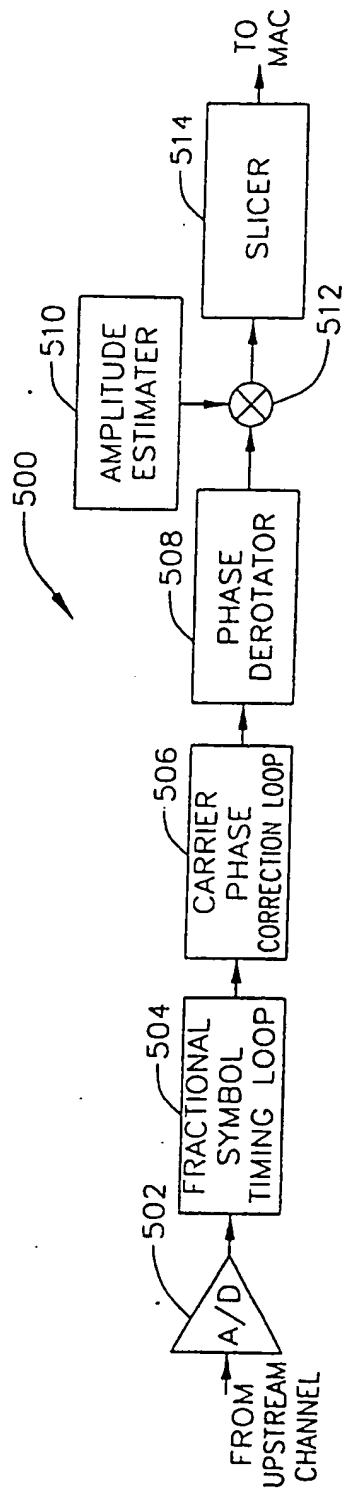 500
FROM
UPSTREAM
CHANNEL
502
A/D
504
FRACTIONAL
SYMBOL
TIMING LOOP
506
CARRIER
PHASE
CORRECTION LOOP
508
PHASE
DEROTATOR
510
AMPLITUDE
ESTIMATER
512
514
SLICER
TO
MAC